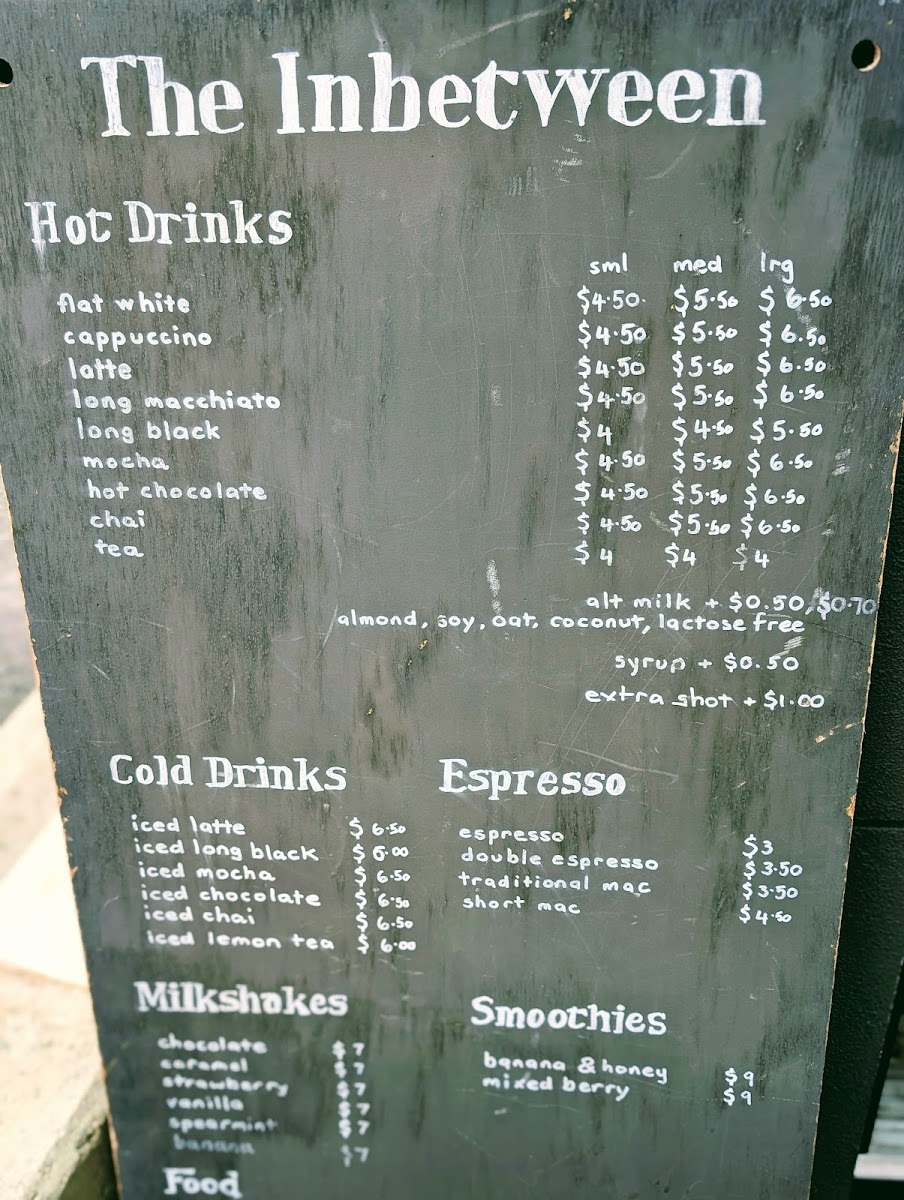 The Inbetween
Hot Drinks
sml med lrg
flat white $4.50 $5.50 $6.50
cappuccino $4.50 $5.50 $6.50
latte $4.50 $5.50 $6.50
long macchiato $4.50 $5.50 $6.50
long black $4 $4.50 $5.50
mocha $4.50 $5.50 $6.50
hot chocolate $4.50 $5.50 $6.50
chai $4.50 $5.50 $6.50
tea $4 $4 $4
alt milk + $0.50, $0.70
almond, soy, oat, coconut, lactose free
syrup + $0.50
extra shot + $1.00
Cold Drinks
iced latte $6.50
iced long black $6.00
iced mocha $6.50
iced chocolate $6.50
iced chai $6.50
iced lemon tea $6.00
Espresso
espresso $3
double espresso $3.50
traditional mac $3.50
short mac $4.50
Milkshakes
chocolate $7
caramel $7
strawberry $7
vanilla $7
spearmint $7
banana $7
Smoothies
banana & honey $9
mixed berry $9
Food